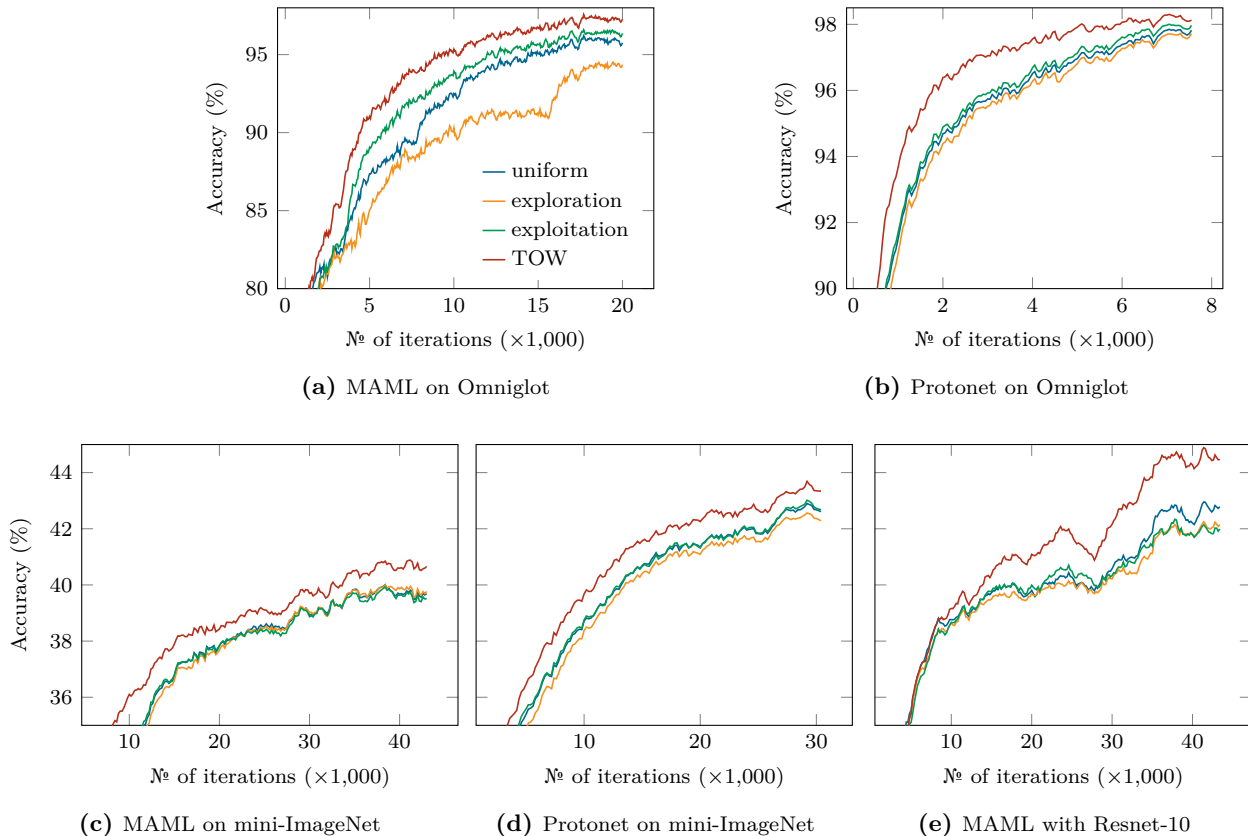 Accuracy (%)
95
90
85
80
0
5
10
15
20
uniform
exploration
exploitation
TOW
№ of iterations (×1,000)
(a) MAML on Omniglot
Accuracy (%)
98
96
94
92
90
0
2
4
6
8
№ of iterations (×1,000)
(b) Protonet on Omniglot
Accuracy (%)
44
42
40
38
36
10
20
30
40
№ of iterations (×1,000)
(c) MAML on mini-ImageNet
10
20
30
№ of iterations (×1,000)
(d) Protonet on mini-ImageNet
10
20
30
40
№ of iterations (×1,000)
(e) MAML with Resnet-10